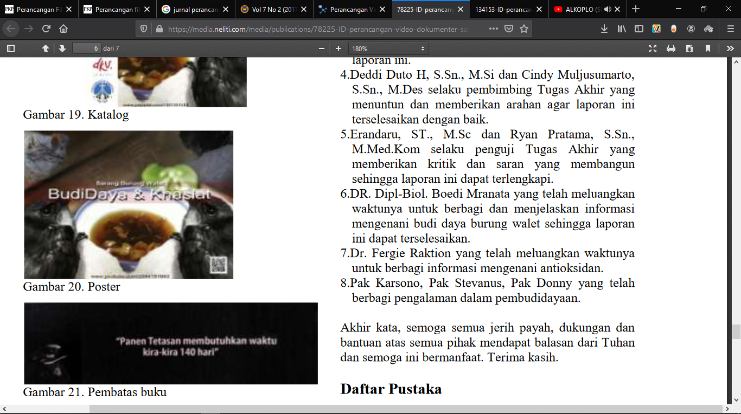 Perancangan Fi
Perancangan fil
jurnal perancan
Vol 7 No 2 (201
Perancangan Vi
78225-ID-perancan
134153-ID-perancan
ALKOPLO (S
https://media.neliti.com/media/publications/78225-ID-perancangan-video-dokumenter-sa
6 dari 7
180%
dkv.
Gambar 19. Katalog
Sarang Burung Walet
BudiDaya & Khasiat
Gambar 20. Poster
"Panen Tetasan membutuhkan waktu
kira-kira 140 hari"
Gambar 21. Pembatas buku
laporan ini.
4.Deddi Duto H, S.Sn., M.Si dan Cindy Muljusumarto,
S.Sn., M.Des selaku pembimbing Tugas Akhir yang
menuntun dan memberikan arahan agar laporan ini
terselesaikan dengan baik.
5.Erandaru, ST., M.Sc dan Ryan Pratama, S.Sn.,
M.Med.Kom selaku penguji Tugas Akhir yang
memberikan kritik dan saran yang membangun
sehingga laporan ini dapat terlengkapi.
6.DR. Dipl-Biol. Boedi Mranata yang telah meluangkan
waktunya untuk berbagi dan menjelaskan informasi
mengenani budi daya burung walet sehingga laporan
ini dapat terselesaikan.
7.Dr. Fergie Raktion yang telah meluangkan waktunya
untuk berbagi informasi mengenani antioksidan.
8.Pak Karsono, Pak Stevanus, Pak Donny yang telah
berbagi pengalaman dalam pembudidayaan.
Akhir kata, semoga semua jerih payah, dukungan dan
bantuan atas semua pihak mendapat balasan dari Tuhan
dan semoga ini bermanfaat. Terima kasih.
Daftar Pustaka